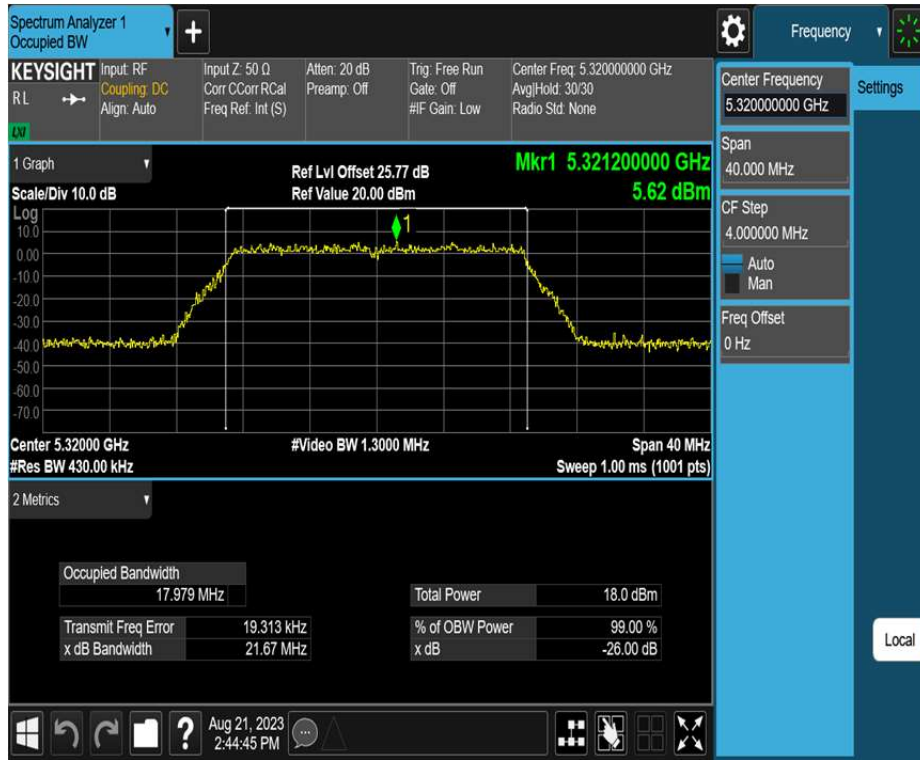 Spectrum Analyzer 1
Occupied BW
+
Frequency
KEYSIGHT
RL
LXI
Input: RF
Coupling: DC
Align: Auto
Input Z: 50 Ω
Corr CCorr RCal
Freq Ref: Int (S)
Atten: 20 dB
Preamp: Off
Trig: Free Run
Gate: Off
#IF Gain: Low
Center Freq: 5.320000000 GHz
Avg|Hold: 30/30
Radio Std: None
Center Frequency
5.320000000 GHz
Settings
Span
40.000 MHz
CF Step
4.000000 MHz
Auto
Man
Freq Offset
0 Hz
1 Graph
Scale/Div 10.0 dB
Ref Lvl Offset 25.77 dB
Ref Value 20.00 dBm
Mkr1 5.321200000 GHz
5.62 dBm
Log
1
10.0
0.00
-10.0
-20.0
-30.0
-40.0
-50.0
-60.0
-70.0
Center 5.32000 GHz
#Video BW 1.3000 MHz
Span 40 MHz
#Res BW 430.00 kHz
Sweep 1.00 ms (1001 pts)
2 Metrics
Occupied Bandwidth
17.979 MHz
Total Power 18.0 dBm
Transmit Freq Error 19.313 kHz
% of OBW Power 99.00 %
x dB Bandwidth 21.67 MHz
x dB -26.00 dB
Local
?
Aug 21, 2023
2:44:45 PM